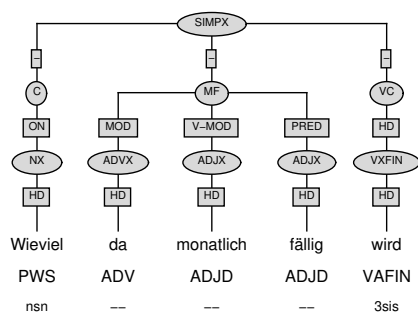 SIMPX
– – –
C MF VC
ON MOD V–MOD PRED HD
NX ADVX ADJX ADJX VXFIN
HD HD HD HD HD
Wieviel da monatlich fällig wird
PWS ADV ADJD ADJD VAFIN
nsn –– –– –– 3sis